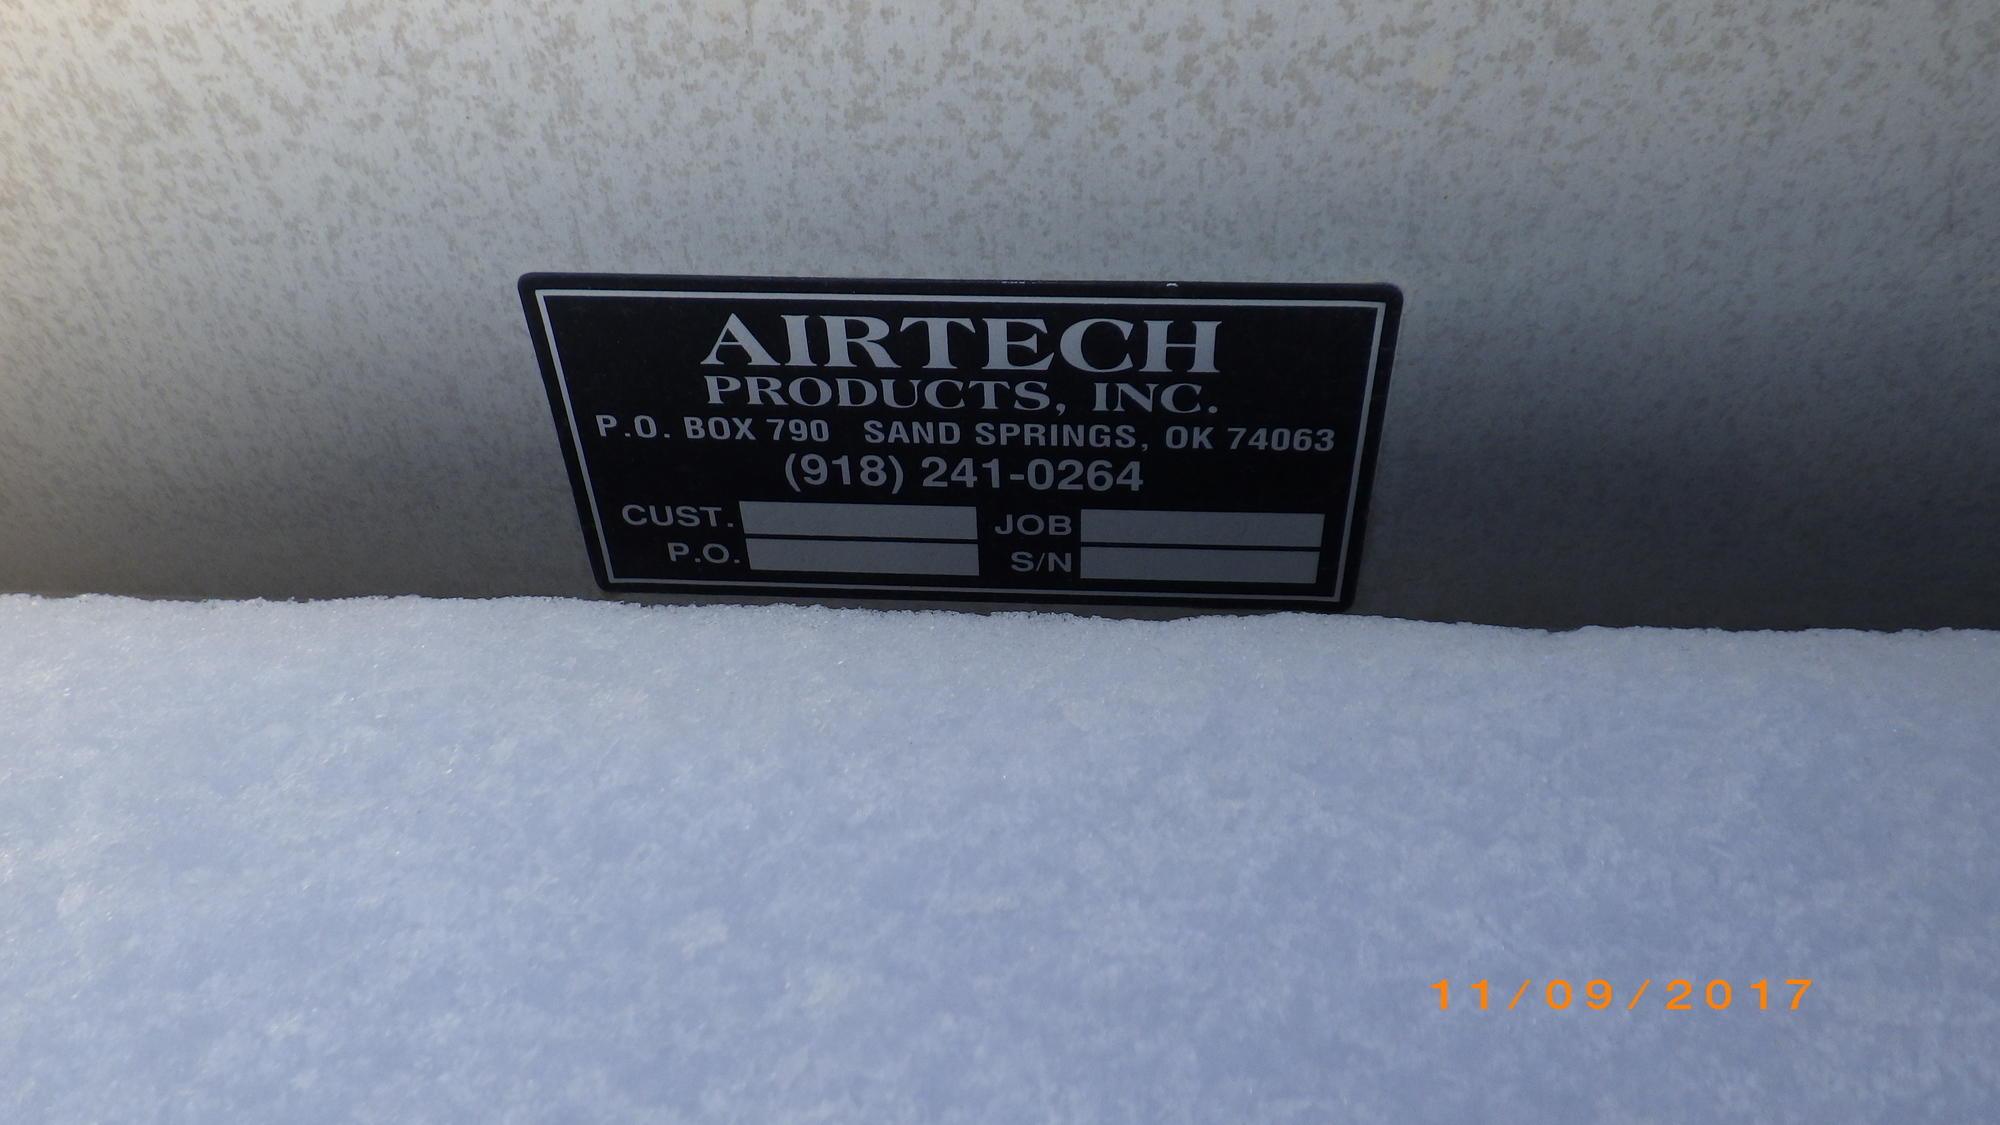 AIRTECH
PRODUCTS, INC.
P.O. BOX 790 SAND SPRINGS, OK 74063
(918) 241-0264
CUST. JOB
P.O. S/N
11/09/2017